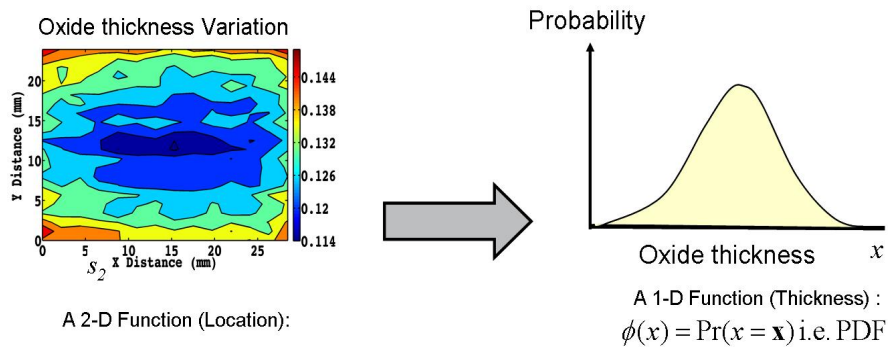 Oxide thickness Variation
Probability
20
15
10
5
0
Y Distance (mm)
0 5 10 15 20 25
X Distance (mm)
s2
0.144
0.138
0.132
0.126
0.12
0.114
Oxide thickness
x
A 2-D Function (Location):
A 1-D Function (Thickness) :
ϕ(x) = Pr(x = x) i.e. PDF